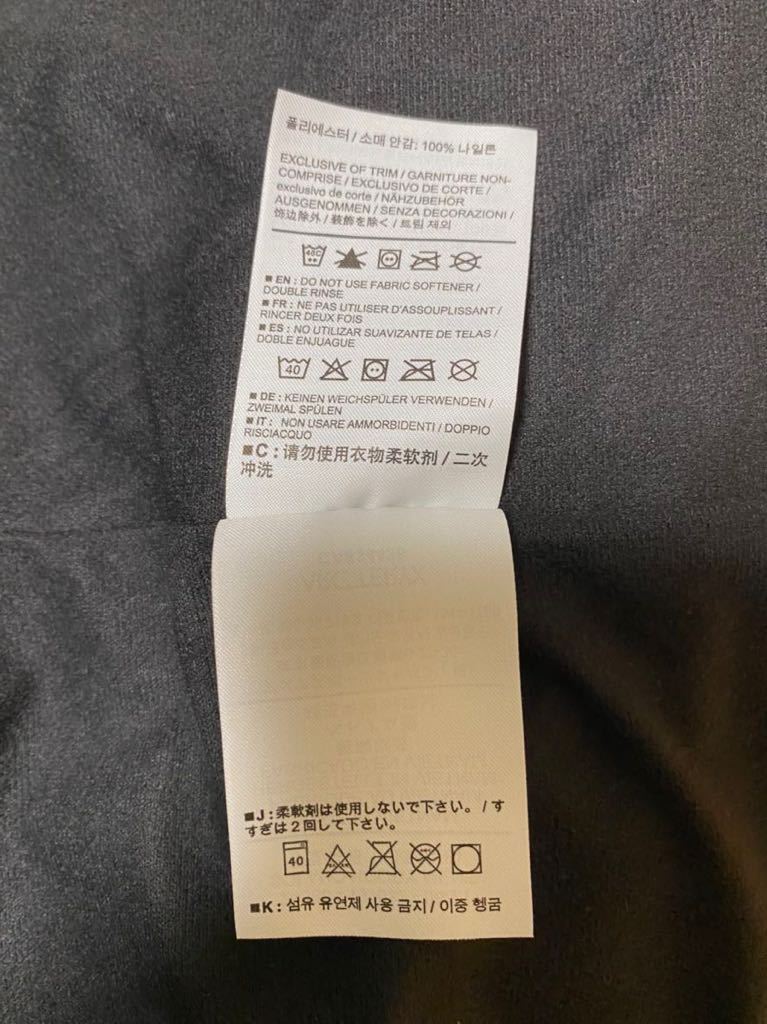 폴리에스터 / 소매 안감: 100% 나일론
EXCLUSIVE OF TRIM / GARNITURE NON-
COMPRISE / EXCLUSIVO DE CORTE /
exclusivo de corte / NÄHZUBEHÖR
AUSGENOMMEN / SENZA DECORAZIONI /
饰边除外 / 装飾を除く / 트림 제외
■ EN : DO NOT USE FABRIC SOFTENER /
DOUBLE RINSE
■ FR : NE PAS UTILISER D'ASSOUPLISSANT /
RINCER DEUX FOIS
■ ES : NO UTILIZAR SUAVIZANTE DE TELAS /
DOBLE ENJUAGUE
40
■ DE : KEINEN WEICHSPÜLER VERWENDEN /
ZWEIMAL SPÜLEN
■ IT : NON USARE AMMORBIDENTI / DOPPIO
RISCIACQUO
■C : 请勿使用衣物柔软剂 / 二次
冲洗
■J : 柔軟剤は使用しないで下さい。 / す
すぎは2回して下さい。
40
■K : 섬유 유연제 사용 금지 / 이중 헹굼